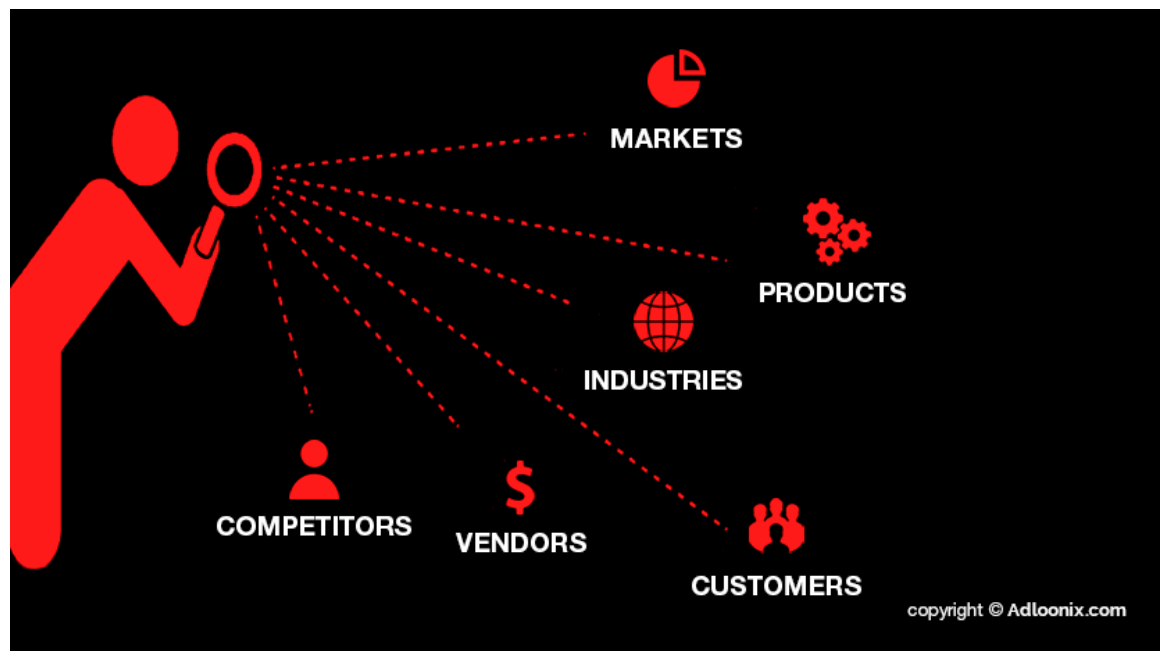 MARKETS
PRODUCTS
INDUSTRIES
COMPETITORS
VENDORS
CUSTOMERS
copyright © Adloonix.com